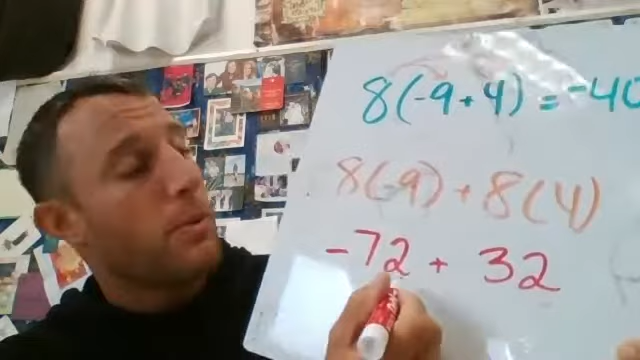 8(-9+4) = -40
8(-9) + 8(4)
-72 + 32